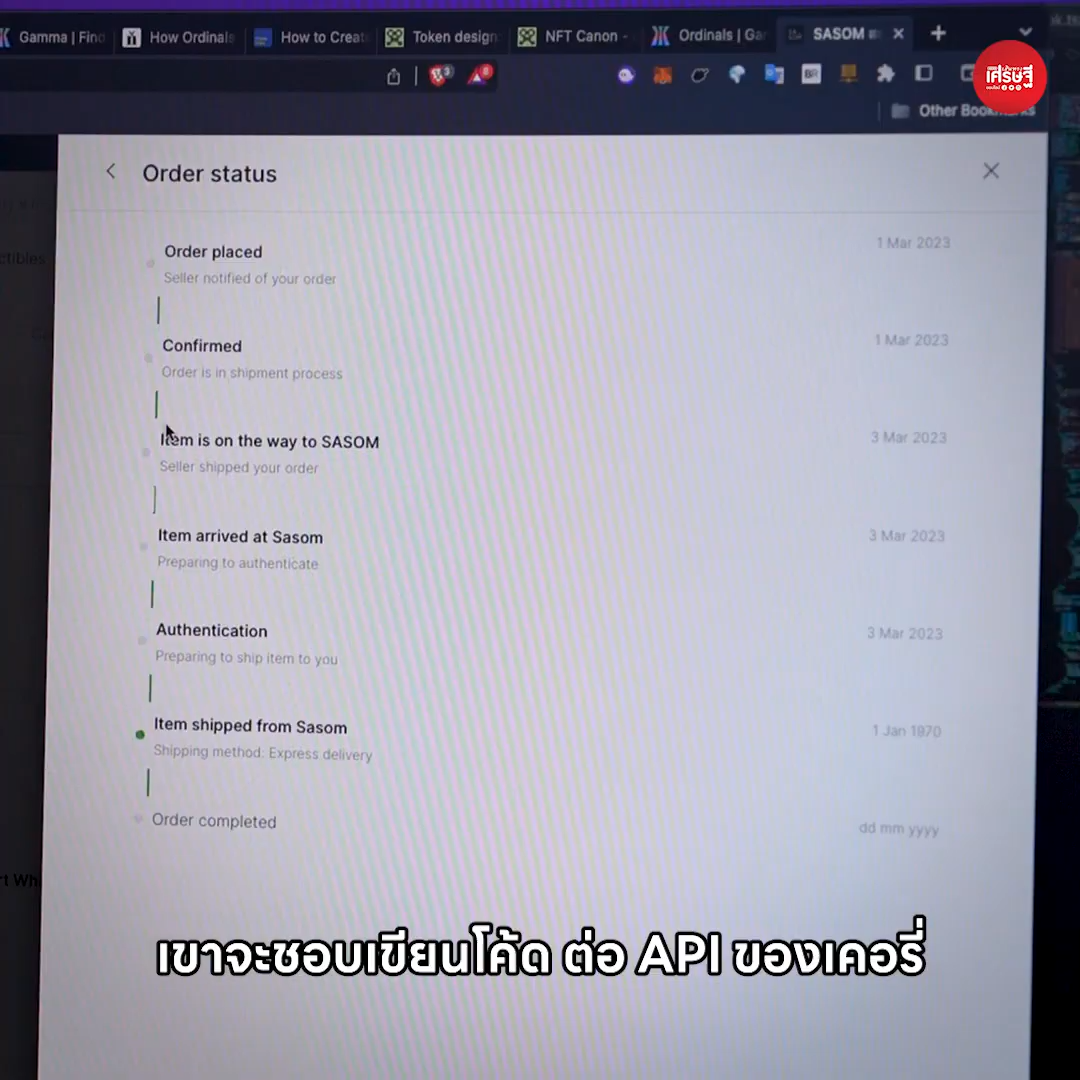 Gamma | Find
How Ordinals
How to Creat
Token design
NFT Canon -
Ordinals | Ga
SASOM
เศรษฐี
Other Bookmarks
Order status
Order placed
1 Mar 2023
Seller notified of your order
Confirmed
1 Mar 2023
Order is in shipment process
Item is on the way to SASOM
3 Mar 2023
Seller shipped your order
Item arrived at Sasom
3 Mar 2023
Preparing to authenticate
Authentication
3 Mar 2023
Preparing to ship item to you
Item shipped from Sasom
1 Jan 1970
Shipping method: Express delivery
Order completed
dd mm yyyy
เขาจะชอบเขียนโค้ด ต่อ API ของเคอรี่